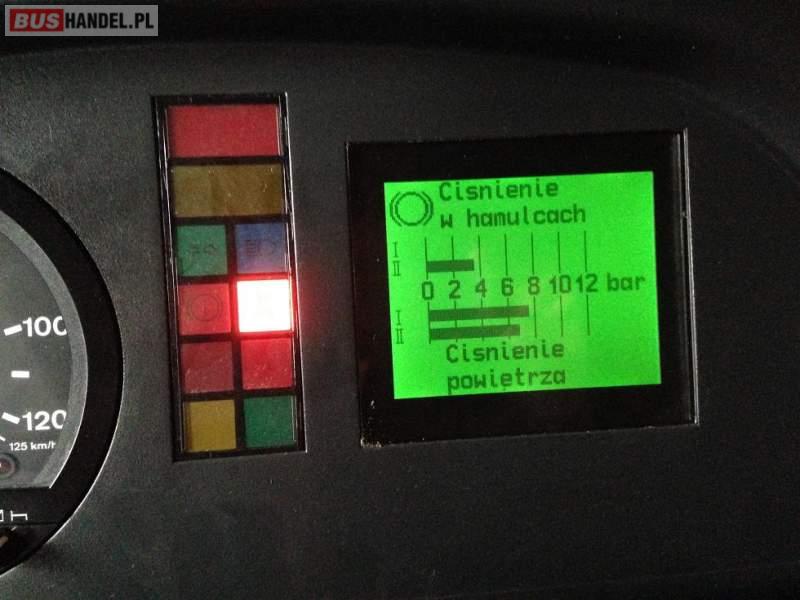 BUSHANDEL.PL
Cisnienie
w hamulcach
I
II
0 2 4 6 8 10 12 bar
I
II
Cisnienie
powiętrza
100
120
125 km/h